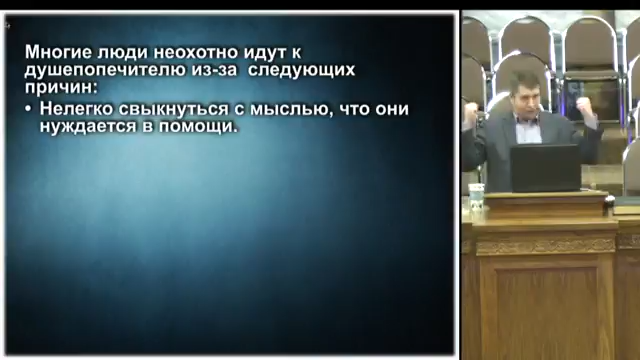 Многие люди неохотно идут к
душепопечителю из-за следующих
причин:
• Нелегко свыкнуться с мыслью, что они
нуждается в помощи.